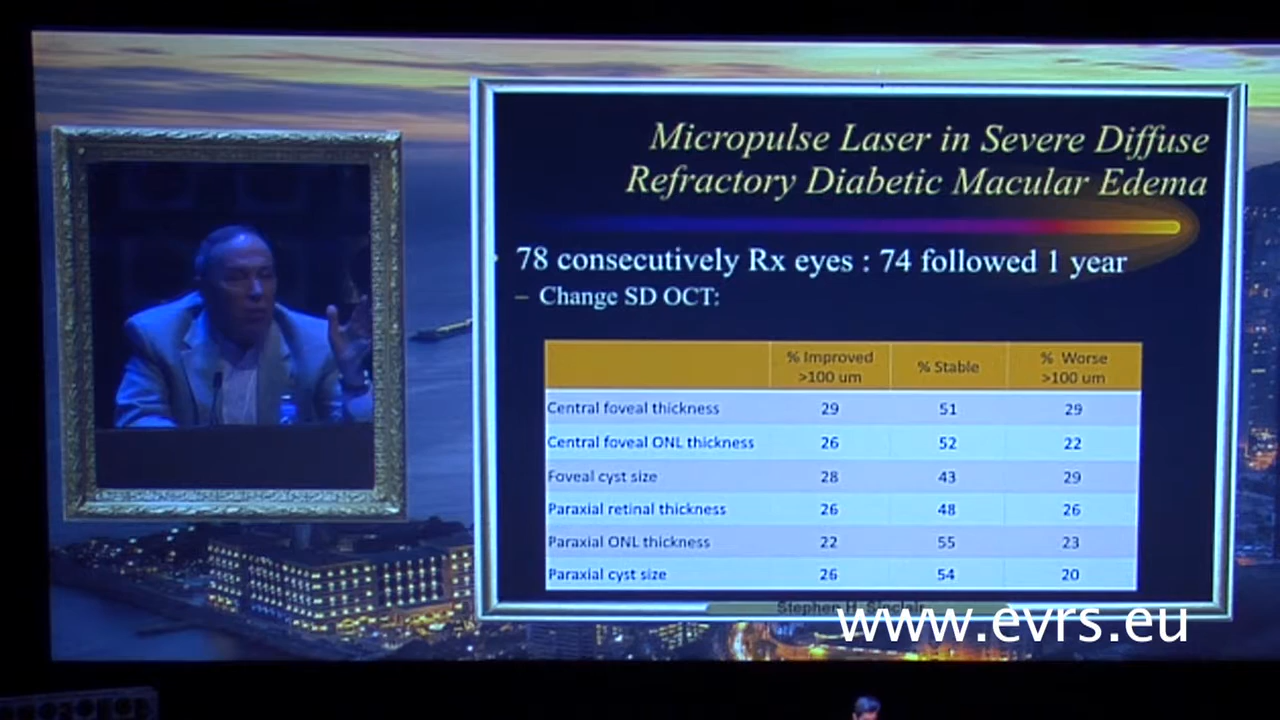 Micropulse Laser in Severe Diffuse
Refractory Diabetic Macular Edema
78 consecutively Rx eyes : 74 followed 1 year
– Change SD OCT:
% Improved >100 um % Stable % Worse >100 um
Central foveal thickness 29 51 29
Central foveal ONL thickness 26 52 22
Foveal cyst size 28 43 29
Paraxial retinal thickness 26 48 26
Paraxial ONL thickness 22 55 23
Paraxial cyst size 26 54 20
Stephen H. Sinclair
www.evrs.eu